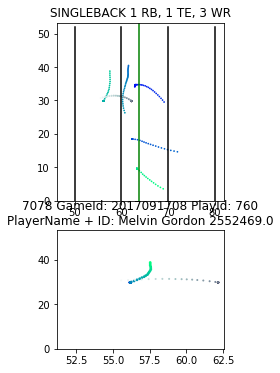 SINGLEBACK 1 RB, 1 TE, 3 WR
50
40
30
20
10
0
50 60 70 80
7078 GameId: 2017091708 PlayId: 760
PlayerName + ID: Melvin Gordon 2552469.0
40
20
0
52.5 55.0 57.5 60.0 62.5